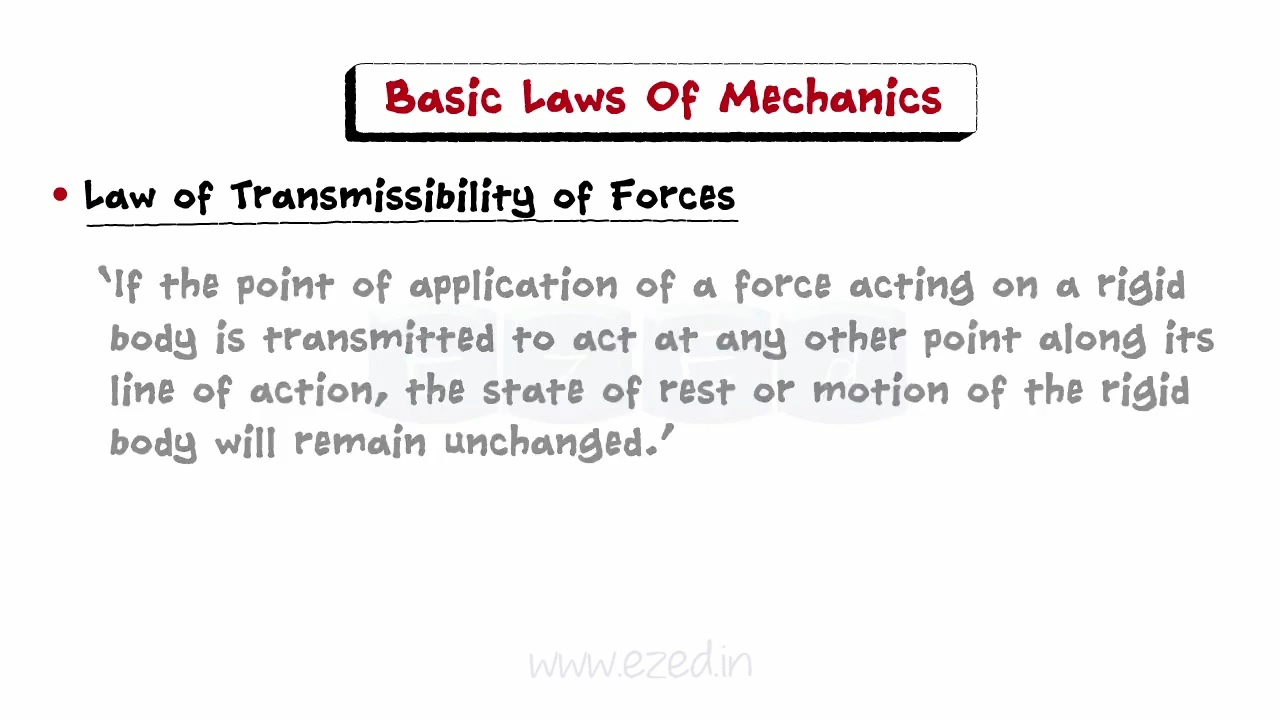 Basic Laws Of Mechanics
• Law of Transmissibility of Forces
‘If the point of application of a force acting on a rigid
body is transmitted to act at any other point along its
line of action, the state of rest or motion of the rigid
body will remain unchanged.’
www.ezed.in